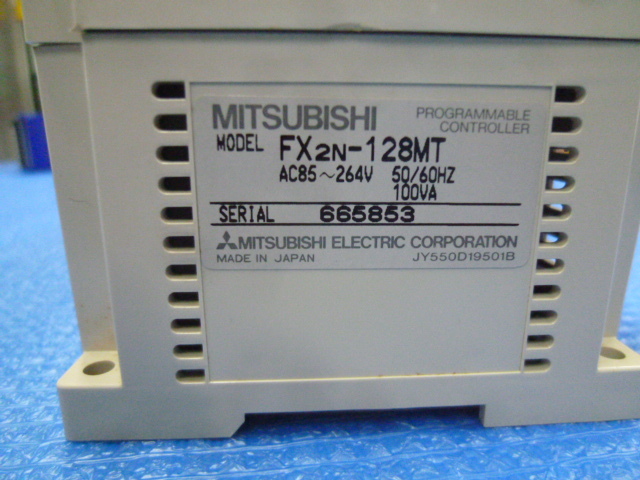 MITSUBISHI
PROGRAMMABLE
CONTROLLER
MODEL FX2N-128MT
AC85~264V 50/60HZ
100VA
SERIAL 665853
MITSUBISHI ELECTRIC CORPORATION
MADE IN JAPAN JY550D19501B